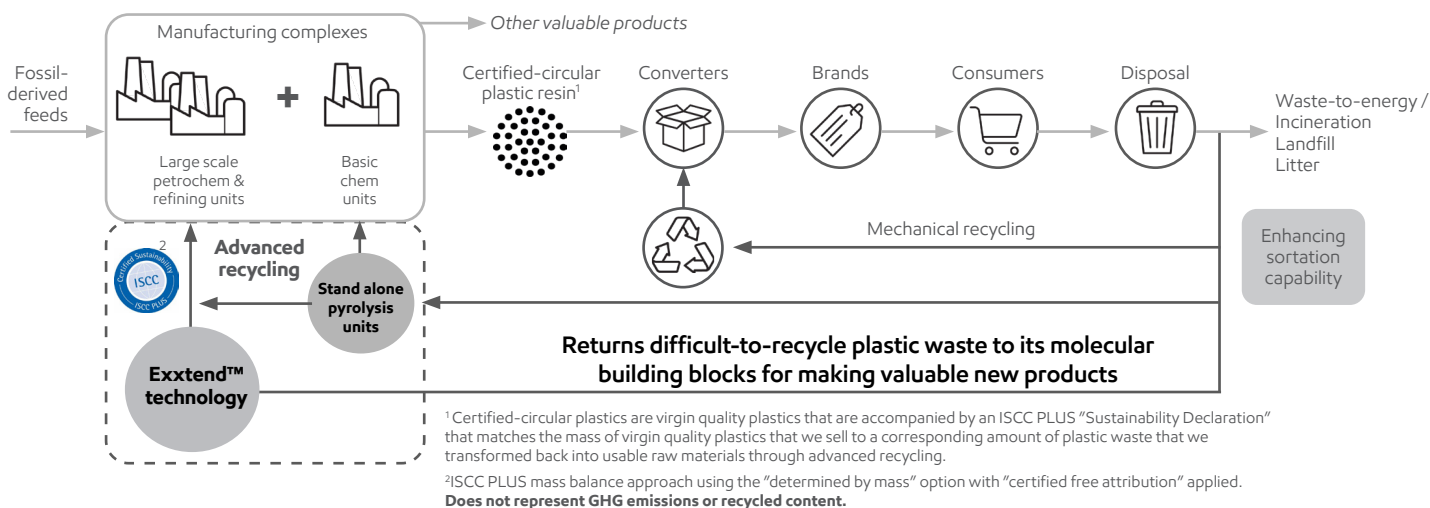 Manufacturing complexes
Other valuable products
Fossil-
derived
feeds
+
Large scale
petrochem &
refining units
Basic
chem
units
Certified-circular
plastic resin¹
Converters
Brands
Consumers
Disposal
Waste-to-energy /
Incineration
Landfill
Litter
Mechanical recycling
Enhancing
sortation
capability
2
Certified Sustainability
ISCC
ISCC PLUS
Advanced
recycling
Stand alone
pyrolysis
units
Exxtend™
technology
Returns difficult-to-recycle plastic waste to its molecular
building blocks for making valuable new products
¹ Certified-circular plastics are virgin quality plastics that are accompanied by an ISCC PLUS "Sustainability Declaration"
that matches the mass of virgin quality plastics that we sell to a corresponding amount of plastic waste that we
transformed back into usable raw materials through advanced recycling.
²ISCC PLUS mass balance approach using the "determined by mass" option with "certified free attribution" applied.
Does not represent GHG emissions or recycled content.